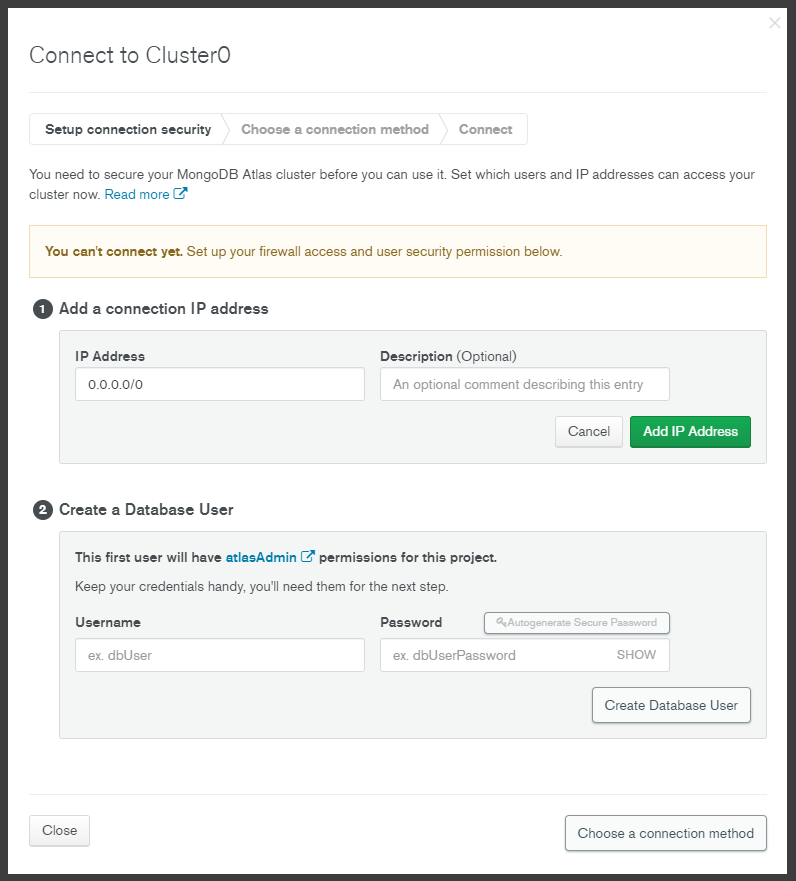 Connect to Cluster0
Setup connection security
Choose a connection method
Connect
You need to secure your MongoDB Atlas cluster before you can use it. Set which users and IP addresses can access your
cluster now. Read more
You can't connect yet. Set up your firewall access and user security permission below.
1 Add a connection IP address
IP Address
Description (Optional)
0.0.0.0/0
An optional comment describing this entry
Cancel
Add IP Address
2 Create a Database User
This first user will have atlasAdmin permissions for this project.
Keep your credentials handy, you'll need them for the next step.
Username
Password
Autogenerate Secure Password
ex. dbUser
ex. dbUserPassword
SHOW
Create Database User
Close
Choose a connection method